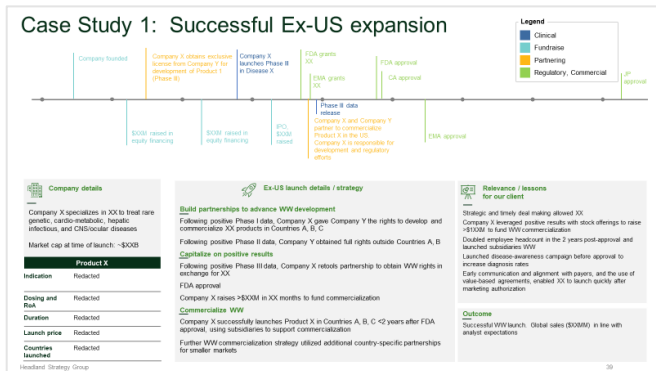 Case Study 1: Successful Ex-US expansion
Legend
Clinical
Fundraise
Partnering
Regulatory, Commercial
Company founded
Company X obtains exclusive
license from Company Y for
development of Product 1
(Phase II)
Company X
launches Phase III
in Disease X
FDA grants
XX
EMA grants
XX
FDA approval
CA approval
JP
approval
$XXM raised in
equity financing
$XXM raised in
equity financing
IPO; $XXM
raised
Phase III data
release
Company X and Company Y
partner to commercialize
Product X in the US
Company X is responsible for
development and regulatory
efforts
EMA approval
Company details
Company X specializes in XX to treat rare
genetic, cardio-metabolic, hepatic
infectious, and CNS/ocular diseases
Market cap at time of launch: ~$XXB
Product X
Indication Redacted
Dosing and
RoA Redacted
Duration Redacted
Launch price Redacted
Countries
launched Redacted
Ex-US launch details / strategy
Build partnerships to advance WW development
Following positive Phase I data, Company X gave Company Y the rights to develop and
commercialize XX products in Countries A, B, C
Following positive Phase II data, Company Y obtained full rights outside Countries A, B
Capitalize on positive results
Following positive Phase III data, Company X retools partnership to obtain WW rights in
exchange for XX
FDA approval
Company X raises >$XXM in XX months to fund commercialization
Commercialize WW
Company X successfully launches Product X in Countries A, B, C <2 years after FDA
approval, using subsidiaries to support commercialization
Further WW commercialization strategy utilized additional country-specific partnerships
for smaller markets
Relevance / lessons
for our client
Strategic and timely deal making allowed XX
Company X leveraged positive results with stock offerings to raise
>$1XXM to fund WW commercialization
Doubled employee headcount in the 2 years post-approval and
launched subsidiaries WW
Launched disease-awareness campaign before approval to
increase diagnosis rates
Early communication and alignment with payers, and the use of
value-based agreements, enabled XX to launch quickly after
marketing authorization
Outcome
Successful WW launch. Global sales ($XXMM) in line with
analyst expectations
Headland Strategy Group
39